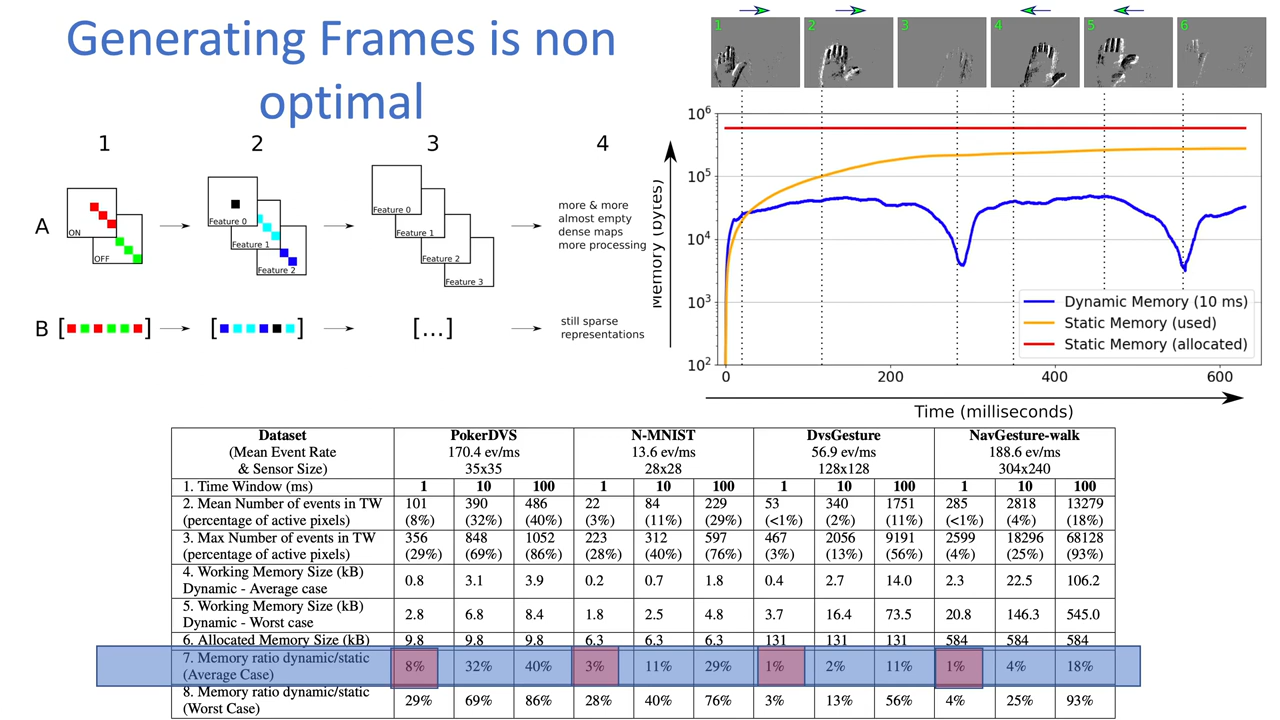 Generating Frames is non
optimal
1 2 3 4
A
ON
OFF
Feature 0
Feature 1
Feature 2
Feature 0
Feature 1
Feature 2
Feature 3
more & more
almost empty
dense maps
more processing
B [ ] [ ] [...]
still sparse
representations
1 2 3 4 5 6
Memory (bytes)
10^6
10^5
10^4
10^3
10^2
Dynamic Memory (10 ms)
Static Memory (used)
Static Memory (allocated)
0 200 400 600
Time (milliseconds)
Dataset PokerDVS N-MNIST DvsGesture NavGesture-walk
(Mean Event Rate 170.4 ev/ms 13.6 ev/ms 56.9 ev/ms 188.6 ev/ms
& Sensor Size) 35x35 28x28 128x128 304x240
1. Time Window (ms) 1 10 100 1 10 100 1 10 100 1 10 100
2. Mean Number of events in TW 101 390 486 22 84 229 53 340 1751 285 2818 13279
(percentage of active pixels) (8%) (32%) (40%) (3%) (11%) (29%) (<1%) (2%) (11%) (<1%) (4%) (18%)
3. Max Number of events in TW 356 848 1052 223 312 597 467 2056 9191 2599 18296 68128
(percentage of active pixels) (29%) (69%) (86%) (28%) (40%) (76%) (3%) (13%) (56%) (4%) (25%) (93%)
4. Working Memory Size (kB)
Dynamic - Average case 0.8 3.1 3.9 0.2 0.7 1.8 0.4 2.7 14.0 2.3 22.5 106.2
5. Working Memory Size (kB)
Dynamic - Worst case 2.8 6.8 8.4 1.8 2.5 4.8 3.7 16.4 73.5 20.8 146.3 545.0
6. Allocated Memory Size (kB) 9.8 9.8 9.8 6.3 6.3 6.3 131 131 131 584 584 584
7. Memory ratio dynamic/static
(Average Case) 8% 32% 40% 3% 11% 29% 1% 2% 11% 1% 4% 18%
8. Memory ratio dynamic/static
(Worst Case) 29% 69% 86% 28% 40% 76% 3% 13% 56% 4% 25% 93%